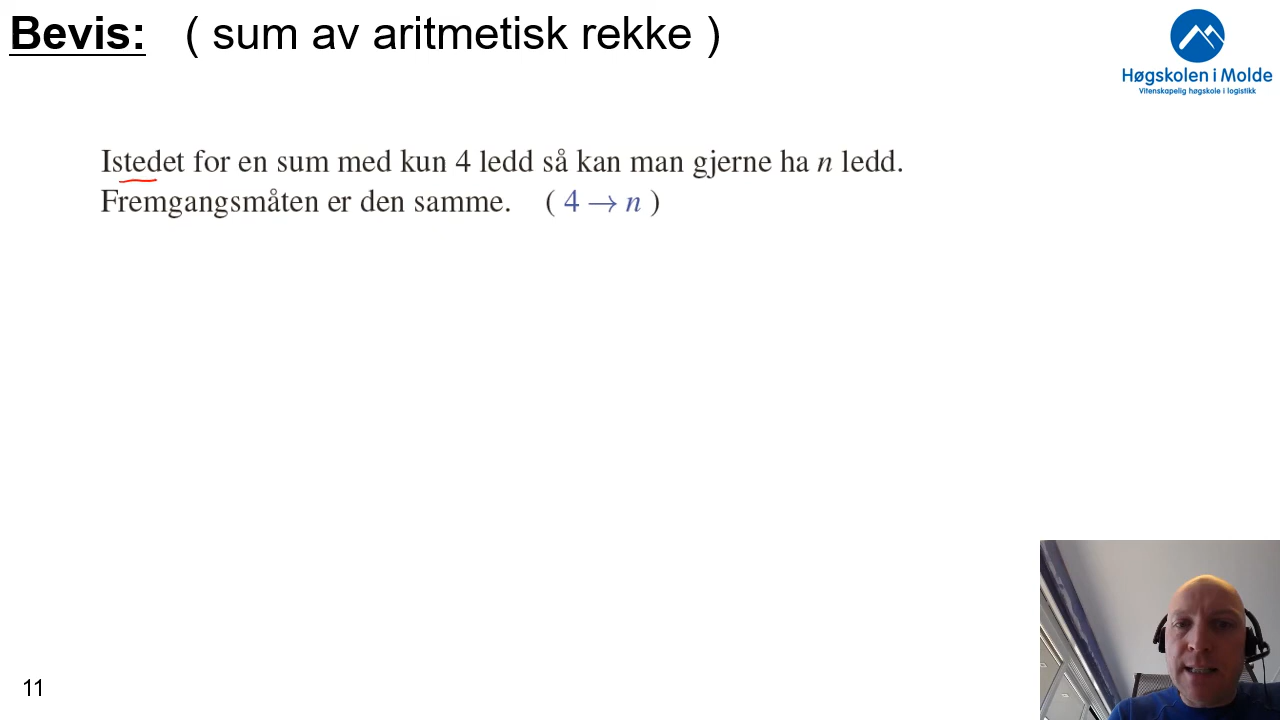 Bevis: ( sum av aritmetisk rekke )
Høgskolen i Molde
Vitenskapelig høgskole i logistikk
Istedet for en sum med kun 4 ledd så kan man gjerne ha n ledd.
Fremgangsmåten er den samme. ( 4 → n )
11